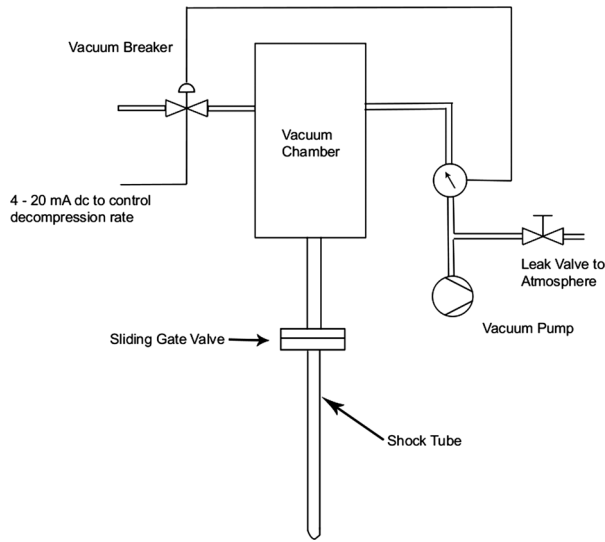 Vacuum Breaker
Vacuum
Chamber
4 - 20 mA dc to control
decompression rate
Leak Valve to
Atmosphere
Vacuum Pump
Sliding Gate Valve
Shock Tube